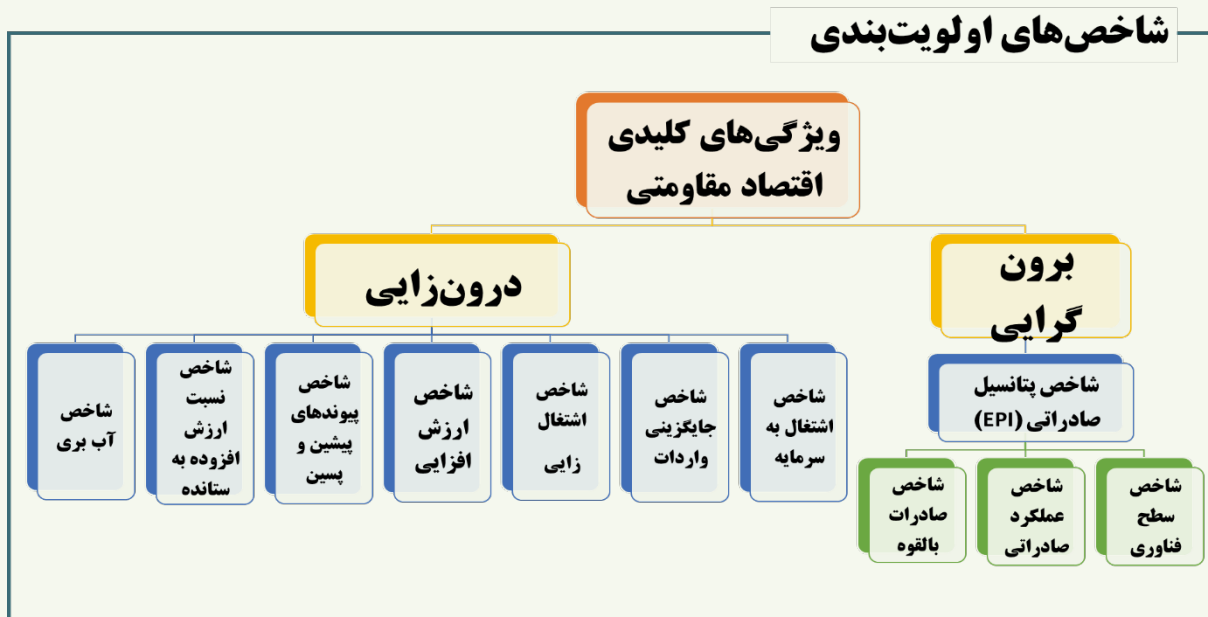 شاخص‌های اولویت‌بندی
ویژگی‌های کلیدی
اقتصاد مقاومتی
برون
گرایی
درون‌زایی
شاخص پتانسیل
صادراتی (EPI)
شاخص
سطح
فناوری
شاخص
عملکرد
صادراتی
شاخص
صادرات
بالقوه
شاخص
اشتغال به
سرمایه
شاخص
جایگزینی
واردات
شاخص
اشتغال
زایی
شاخص
ارزش
افزایی
شاخص
پیوندهای
پیشین و
پسین
شاخص
نسبت
ارزش
افزوده به
ستانده
شاخص
آب بری